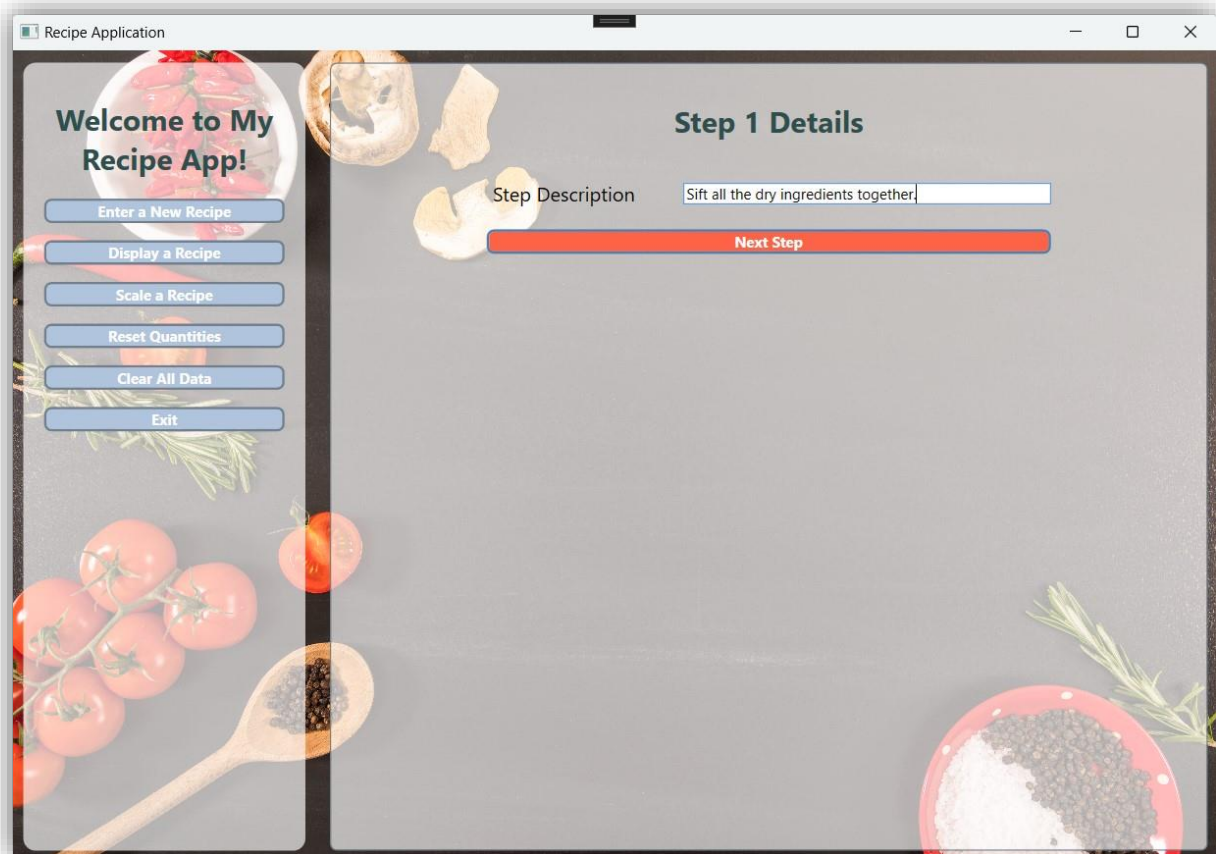 Recipe Application
Welcome to My
Recipe App!
Enter a New Recipe
Display a Recipe
Scale a Recipe
Reset Quantities
Clear All Data
Exit
Step 1 Details
Step Description
Sift all the dry ingredients together.
Next Step